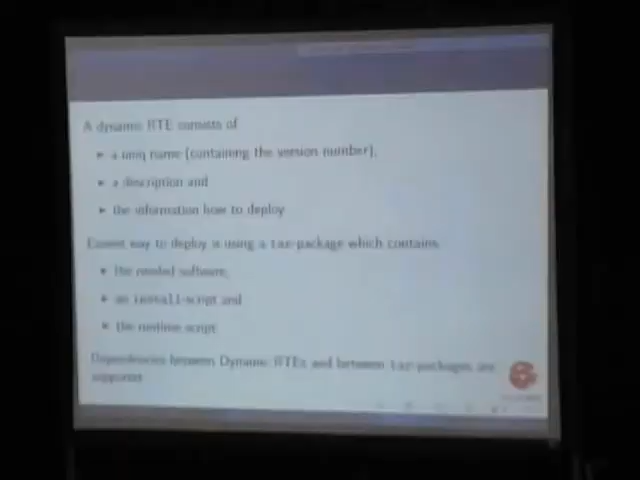 A dynamic RTE consists of
a uniq name (containing the version number),
a description and
the information how to deploy
Easiest way to deploy is using a tar-package which contains
the needed software,
an install-script and
the runtime script
Dependencies between Dynamic RTEs and between tar-packages are
supported